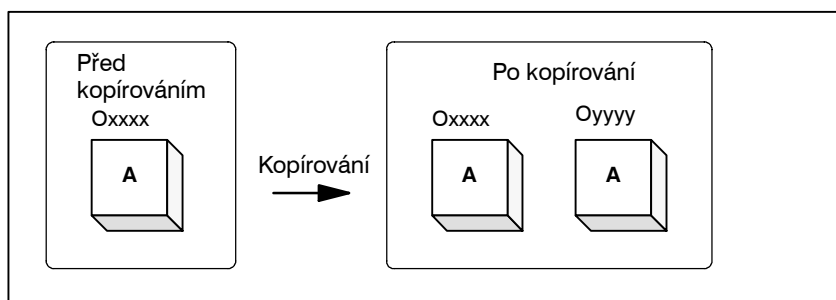 Před
kopírováním
Oxxxx
A
Kopírování
Po kopírování
Oxxxx
Oyyyy
A
A